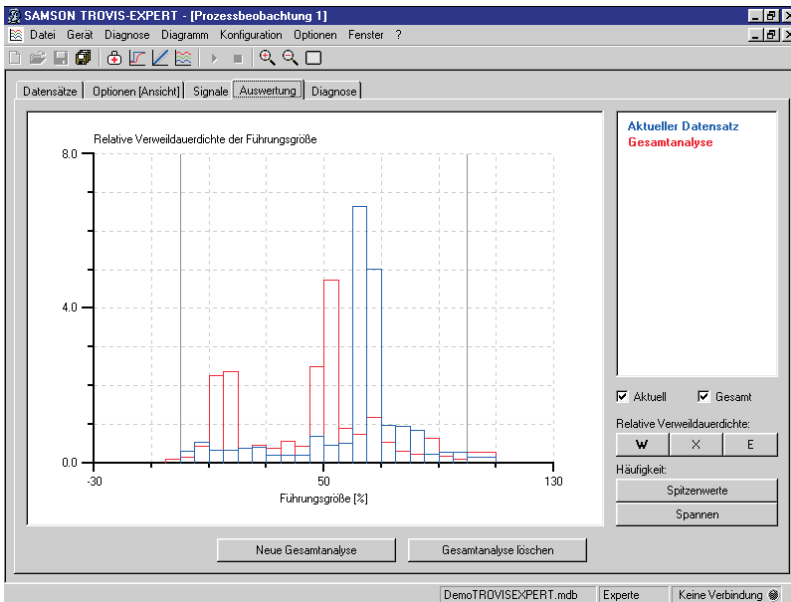 SAMSON TROVIS-EXPERT - [Prozessbeobachtung 1]
Datei Gerät Diagnose Diagramm Konfiguration Optionen Fenster ?
Datensätze Optionen [Ansicht] Signale Auswertung Diagnose
Relative Verweildauerdichte der Führungsgröße
8.0
4.0
0.0
-30 50 130
Führungsgröße [%]
Aktueller Datensatz
Gesamtanalyse
Aktuell Gesamt
Relative Verweildauerdichte:
W X E
Häufigkeit:
Spitzenwerte
Spannen
Neue Gesamtanalyse Gesamtanalyse löschen
DemoTROVISEXPERT.mdb Experte Keine Verbindung